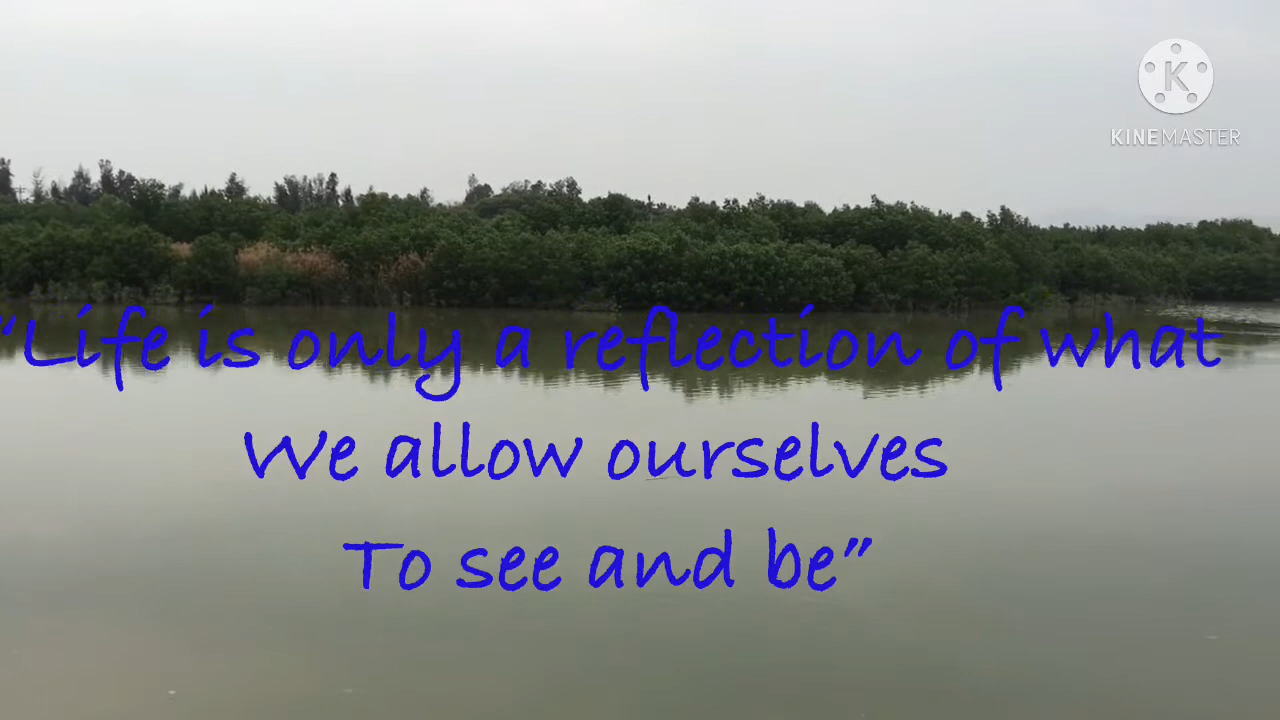 KINEMASTER
“Life is only a reflection of what
We allow ourselves
To see and be”